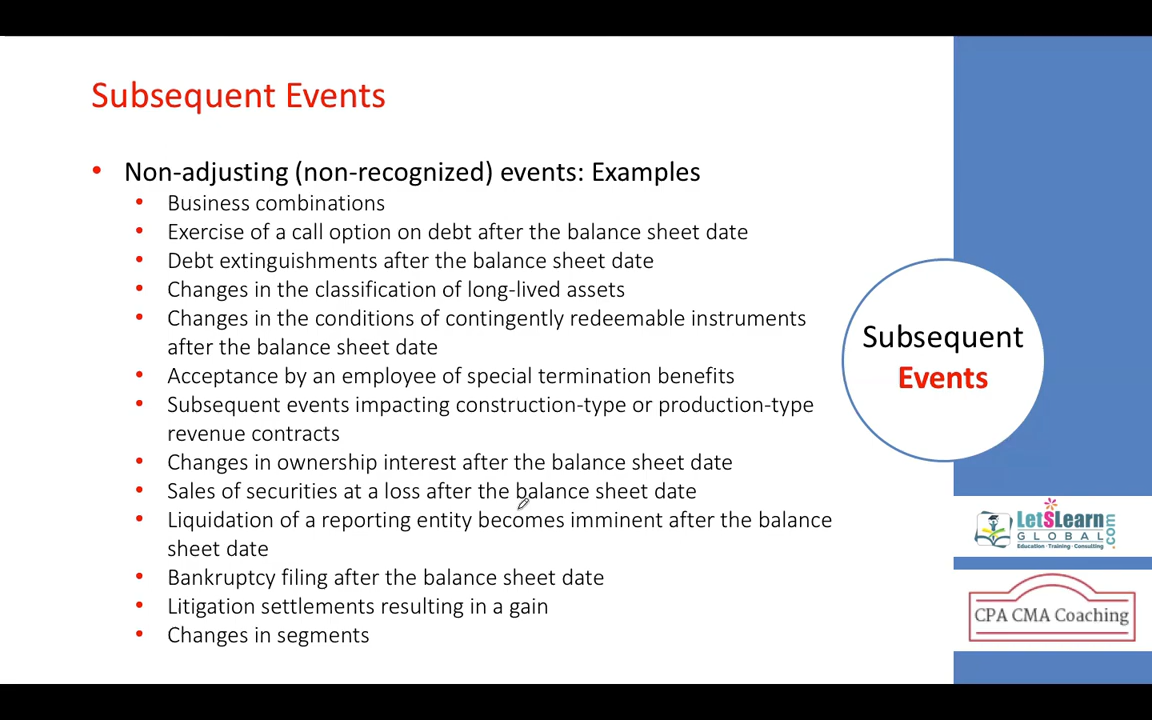 Subsequent Events
• Non-adjusting (non-recognized) events: Examples
• Business combinations
• Exercise of a call option on debt after the balance sheet date
• Debt extinguishments after the balance sheet date
• Changes in the classification of long-lived assets
• Changes in the conditions of contingently redeemable instruments
after the balance sheet date
• Acceptance by an employee of special termination benefits
• Subsequent events impacting construction-type or production-type
revenue contracts
• Changes in ownership interest after the balance sheet date
• Sales of securities at a loss after the balance sheet date
• Liquidation of a reporting entity becomes imminent after the balance
sheet date
• Bankruptcy filing after the balance sheet date
• Litigation settlements resulting in a gain
• Changes in segments
Subsequent
Events
LetSLearn
GLOBAL.com
Education · Training · Consulting
CPA CMA Coaching